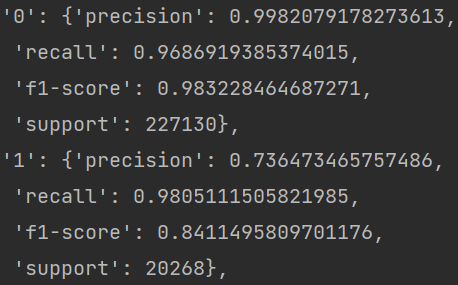 '0': {'precision': 0.9982079178273613,
'recall': 0.9686919385374015,
'f1-score': 0.983228464687271,
'support': 227130},
'1': {'precision': 0.736473465757486,
'recall': 0.9805111505821985,
'f1-score': 0.8411495809701176,
'support': 20268},